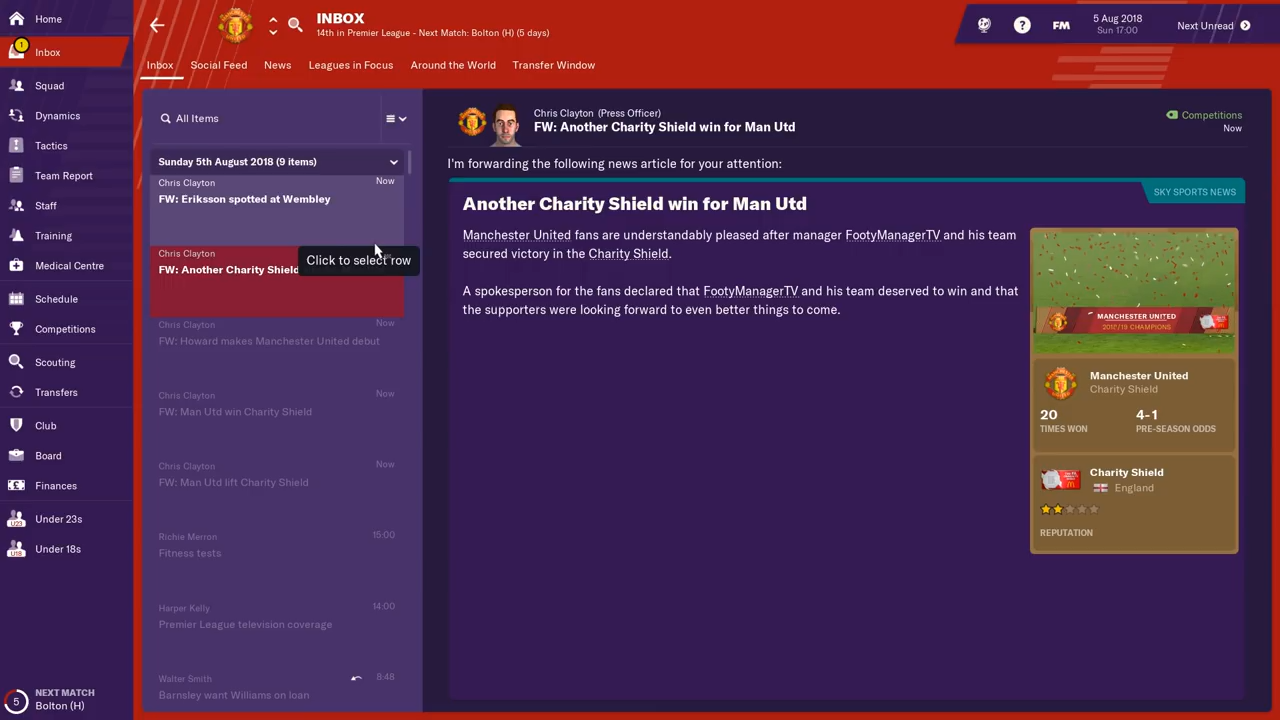 Home
1
Inbox
Squad
Dynamics
Tactics
Team Report
Staff
Training
Medical Centre
Schedule
Competitions
Scouting
Transfers
Club
Board
Finances
U23
Under 23s
U18
Under 18s
5
NEXT MATCH
Bolton (H)
INBOX
14th in Premier League - Next Match: Bolton (H) (5 days)
?
FM
5 Aug 2018
Sun 17:00
Next Unread
Inbox
Social Feed
News
Leagues in Focus
Around the World
Transfer Window
All Items
Sunday 5th August 2018 (9 items)
Chris Clayton
Now
FW: Eriksson spotted at Wembley
Chris Clayton
FW: Another Charity Shield
Click to select row
Chris Clayton
Now
FW: Howard makes Manchester United debut
Chris Clayton
Now
FW: Man Utd win Charity Shield
Chris Clayton
Now
FW: Man Utd lift Charity Shield
Richie Merron
15:00
Fitness tests
Harper Kelly
14:00
Premier League television coverage
Walter Smith
8:48
Barnsley want Williams on loan
Chris Clayton (Press Officer)
FW: Another Charity Shield win for Man Utd
Competitions
Now
I'm forwarding the following news article for your attention:
SKY SPORTS NEWS
Another Charity Shield win for Man Utd
Manchester United fans are understandably pleased after manager FootyManagerTV and his team
secured victory in the Charity Shield.
A spokesperson for the fans declared that FootyManagerTV and his team deserved to win and that
the supporters were looking forward to even better things to come.
MANCHESTER UNITED
CHAMPIONS
Manchester United
Charity Shield
20
TIMES WON
4-1
PRE-SEASON ODDS
Charity Shield
England
REPUTATION